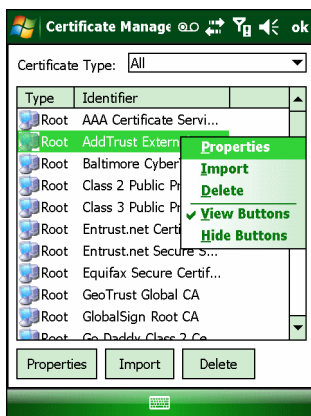 Certificate Manage ok
Certificate Type: All
Type Identifier
Root AAA Certificate Servi...
Root AddTrust Extern
Root Baltimore Cyber
Root Class 2 Public Pr
Root Class 3 Public Pr
Root Entrust.net Certi
Root Entrust.net Secure S...
Root Equifax Secure Certif...
Root GeoTrust Global CA
Root GlobalSign Root CA
Root Go Daddy Class 2 Ce
Properties
Import
Delete
View Buttons
Hide Buttons
Properties Import Delete